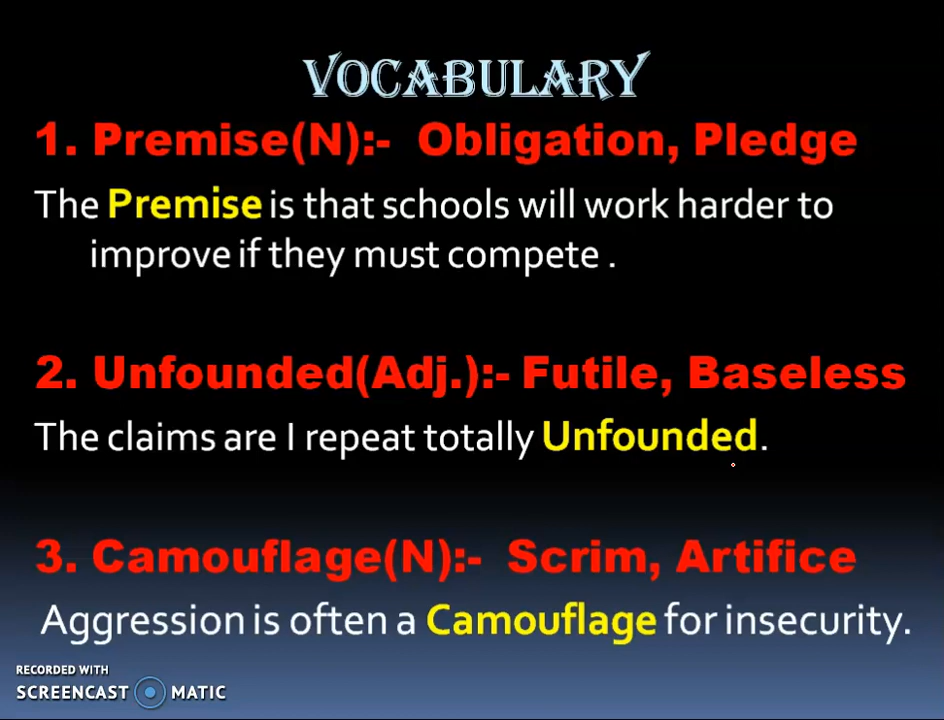 VOCABULARY
1. Premise(N):- Obligation, Pledge
The Premise is that schools will work harder to
improve if they must compete .
2. Unfounded(Adj.):- Futile, Baseless
The claims are I repeat totally Unfounded.
3. Camouflage(N):- Scrim, Artifice
Aggression is often a Camouflage for insecurity.
RECORDED WITH
SCREENCAST MATIC